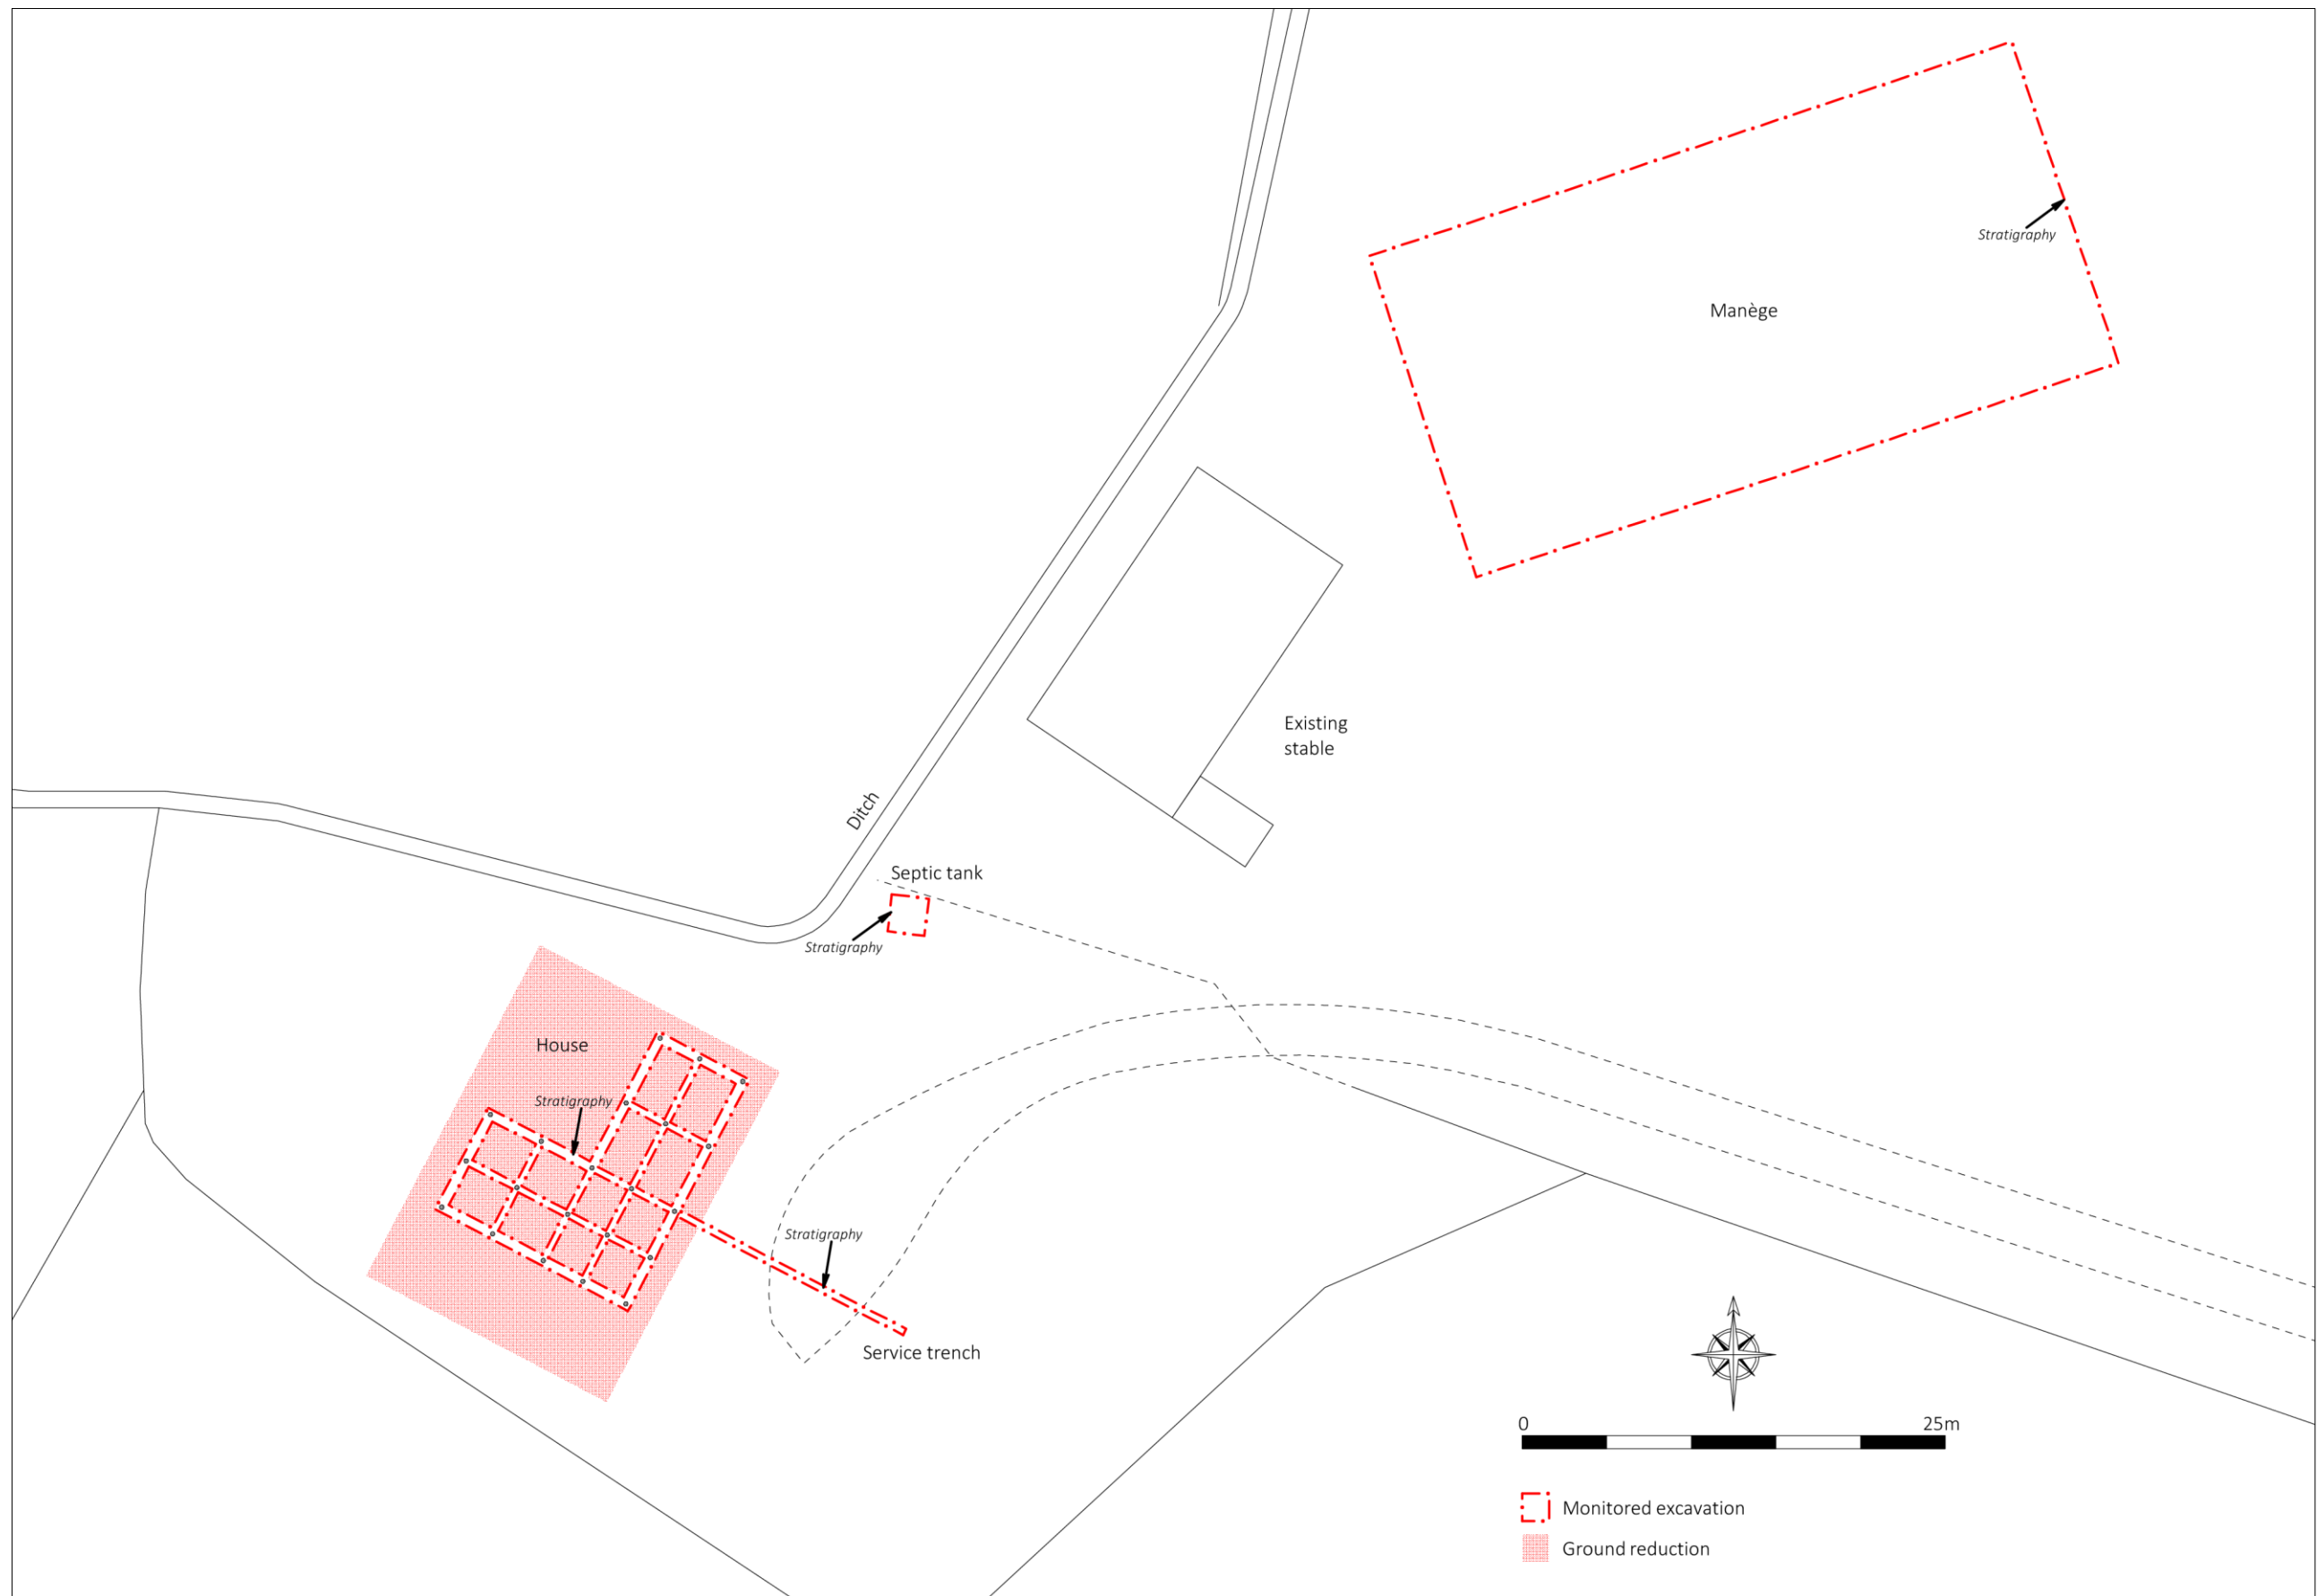 Stratigraphy
Manège
Existing
stable
Ditch
Septic tank
Stratigraphy
House
Stratigraphy
Stratigraphy
Service trench
0 25m
Monitored excavation
Ground reduction